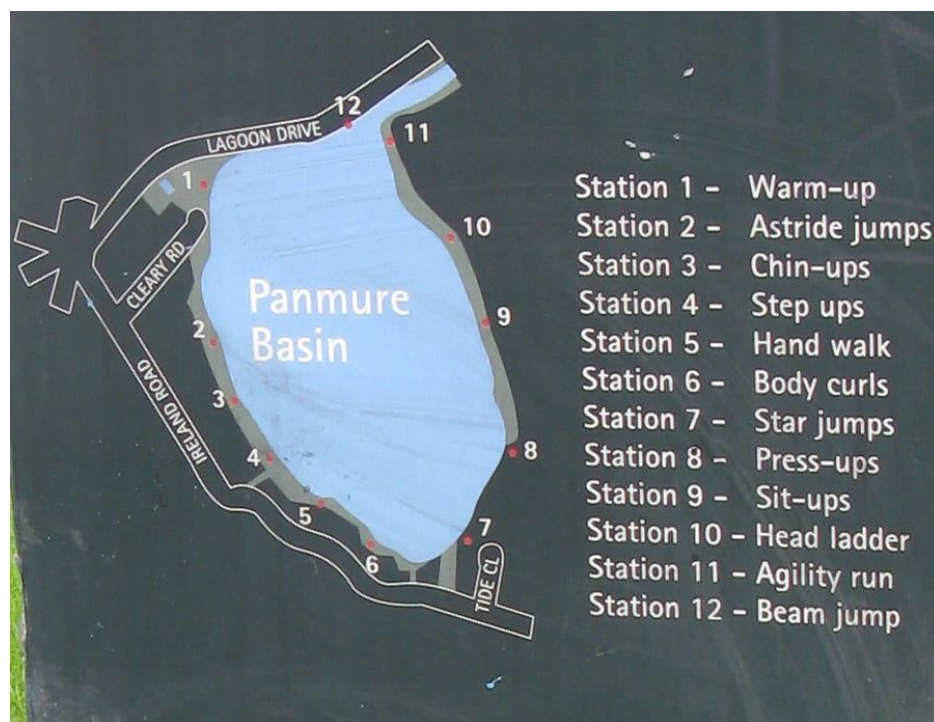 12
LAGOON DRIVE
11
1
10
CLEARY RD
Panmure
Basin
9
2
3
IRELAND ROAD
4
8
5
7
6
TIDE CL
Station 1 - Warm-up
Station 2 - Astride jumps
Station 3 - Chin-ups
Station 4 - Step ups
Station 5 - Hand walk
Station 6 - Body curls
Station 7 - Star jumps
Station 8 - Press-ups
Station 9 - Sit-ups
Station 10 - Head ladder
Station 11 - Agility run
Station 12 - Beam jump